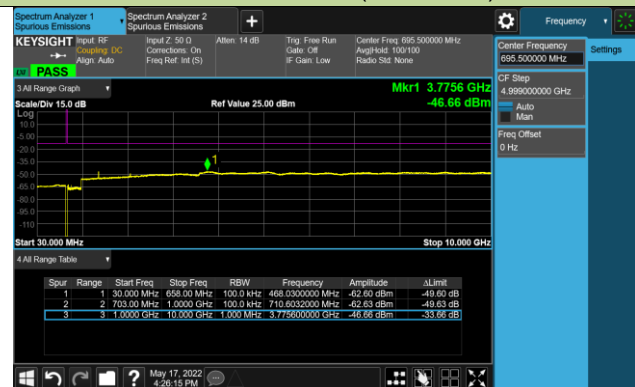 Spectrum Analyzer 1
Spurious Emissions
Spectrum Analyzer 2
Spurious Emissions
Frequency
KEYSIGHT
Input: RF
Coupling: DC
Align: Auto
Input Z: 50 Ω
Corrections: On
Freq Ref: Int (S)
Atten: 14 dB
Trig: Free Run
Gate: Off
IF Gain: Low
Center Freq: 695.500000 MHz
Avg|Hold: 100/100
Radio Std: None
PASS
Center Frequency
695.500000 MHz
Settings
CF Step
4.999000000 GHz
Auto
Man
Freq Offset
0 Hz
3 All Range Graph
Mkr1 3.7756 GHz
-46.66 dBm
Scale/Div 15.0 dB
Ref Value 25.00 dBm
Log
10.0
-5.00
-20.0
-35.0
-50.0
-65.0
-80.0
-95.0
-110
1
Start 30.000 MHz
Stop 10.000 GHz
4 All Range Table
Spur Range Start Freq Stop Freq RBW Frequency Amplitude ΔLimit
1 1 30.000 MHz 658.00 MHz 100.0 kHz 468.0300000 MHz -62.60 dBm -49.60 dB
2 2 703.00 MHz 1.0000 GHz 100.0 kHz 710.6032000 MHz -62.63 dBm -49.63 dB
3 3 1.0000 GHz 10.000 GHz 1.000 MHz 3.775600000 GHz -46.66 dBm -33.66 dB
May 17, 2022
4:26:15 PM